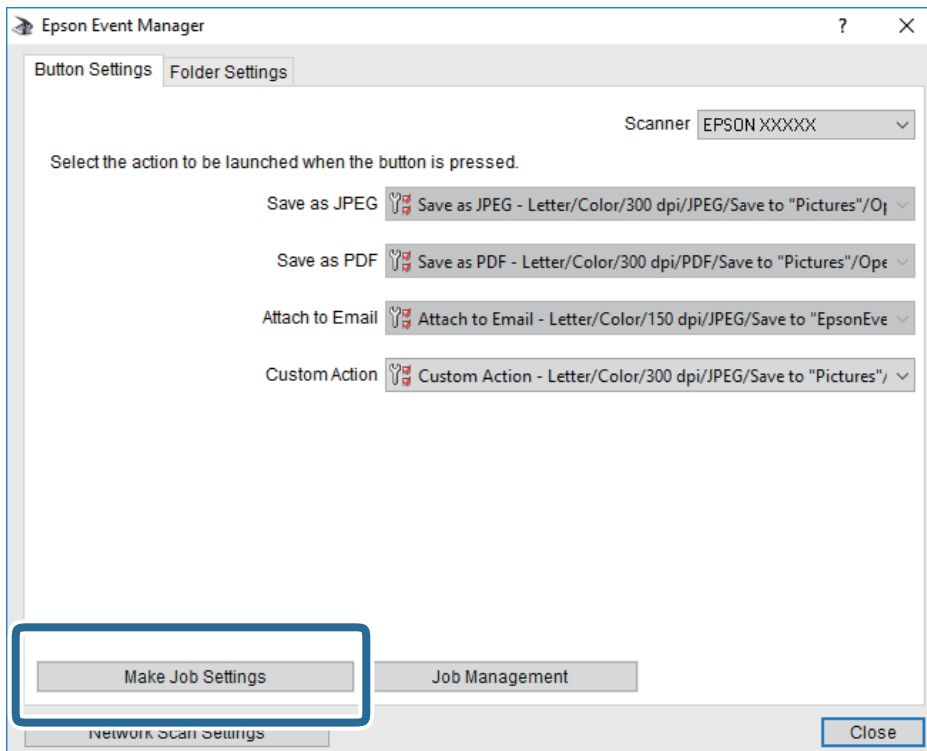 Epson Event Manager
?
Button Settings
Folder Settings
Scanner EPSON XXXXX
Select the action to be launched when the button is pressed.
Save as JPEG Save as JPEG - Letter/Color/300 dpi/JPEG/Save to "Pictures"/Op
Save as PDF Save as PDF - Letter/Color/300 dpi/PDF/Save to "Pictures"/Ope
Attach to Email Attach to Email - Letter/Color/150 dpi/JPEG/Save to "EpsonEve
Custom Action Custom Action - Letter/Color/300 dpi/JPEG/Save to "Pictures"/
Make Job Settings
Job Management
Network Scan Settings
Close